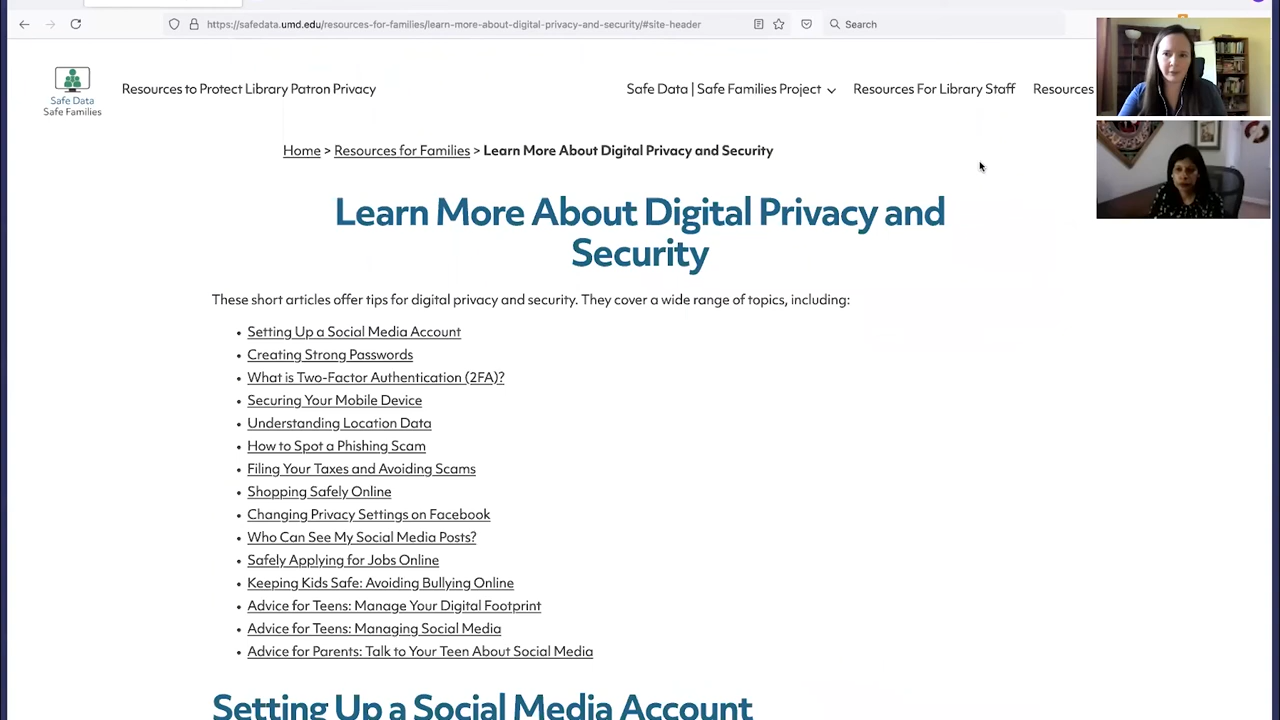 https://safedata.umd.edu/resources-for-families/learn-more-about-digital-privacy-and-security/#site-header
Search
Safe Data
Safe Families
Resources to Protect Library Patron Privacy
Safe Data | Safe Families Project
Resources For Library Staff
Resources
Home > Resources for Families > Learn More About Digital Privacy and Security
Learn More About Digital Privacy and
Security
These short articles offer tips for digital privacy and security. They cover a wide range of topics, including:
• Setting Up a Social Media Account
• Creating Strong Passwords
• What is Two-Factor Authentication (2FA)?
• Securing Your Mobile Device
• Understanding Location Data
• How to Spot a Phishing Scam
• Filing Your Taxes and Avoiding Scams
• Shopping Safely Online
• Changing Privacy Settings on Facebook
• Who Can See My Social Media Posts?
• Safely Applying for Jobs Online
• Keeping Kids Safe: Avoiding Bullying Online
• Advice for Teens: Manage Your Digital Footprint
• Advice for Teens: Managing Social Media
• Advice for Parents: Talk to Your Teen About Social Media
Setting Up a Social Media Account